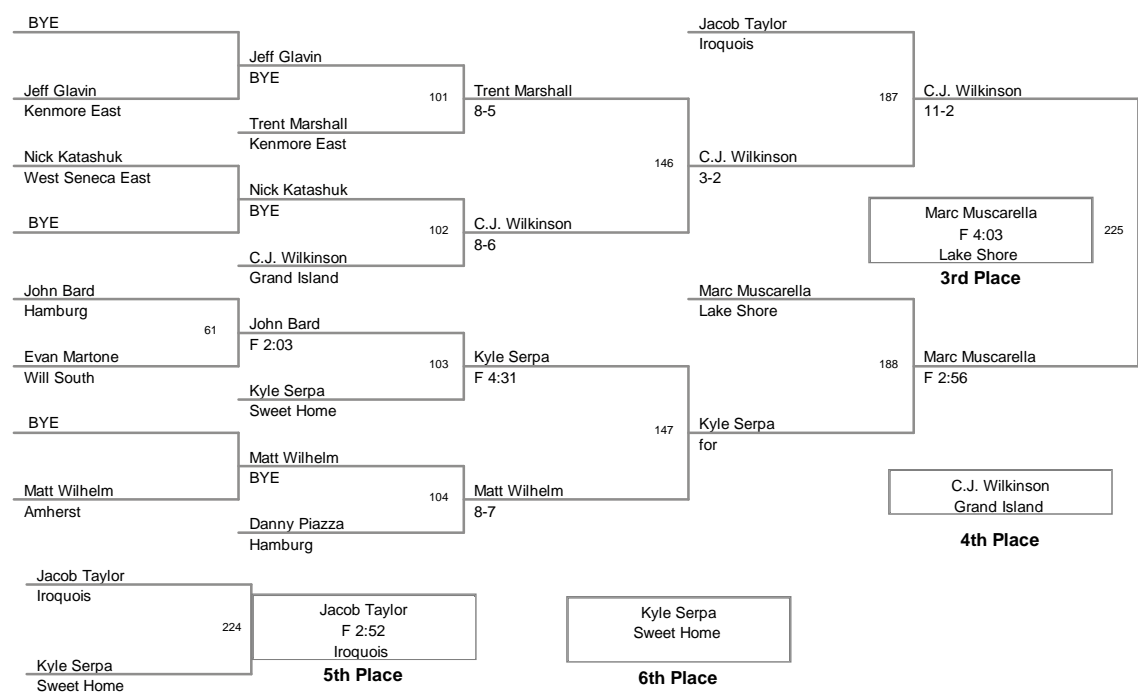 BYE
Jeff Glavin
Kenmore East
Nick Katashuk
West Seneca East
BYE
John Bard
Hamburg
61
Evan Martone
Will South
BYE
Matt Wilhelm
Amherst
Jeff Glavin
BYE
101
Trent Marshall
Kenmore East
Nick Katashuk
BYE
102
C.J. Wilkinson
Grand Island
John Bard
F 2:03
103
Kyle Serpa
Sweet Home
Matt Wilhelm
BYE
104
Danny Piazza
Hamburg
Trent Marshall
8-5
146
C.J. Wilkinson
8-6
Kyle Serpa
F 4:31
147
Matt Wilhelm
8-7
Jacob Taylor
Iroquois
187
C.J. Wilkinson
3-2
Marc Muscarella
Lake Shore
188
Kyle Serpa
for
C.J. Wilkinson
11-2
Marc Muscarella
F 4:03
Lake Shore
225
3rd Place
Marc Muscarella
F 2:56
C.J. Wilkinson
Grand Island
4th Place
Jacob Taylor
Iroquois
224
Kyle Serpa
Sweet Home
Jacob Taylor
F 2:52
Iroquois
5th Place
Kyle Serpa
Sweet Home
6th Place